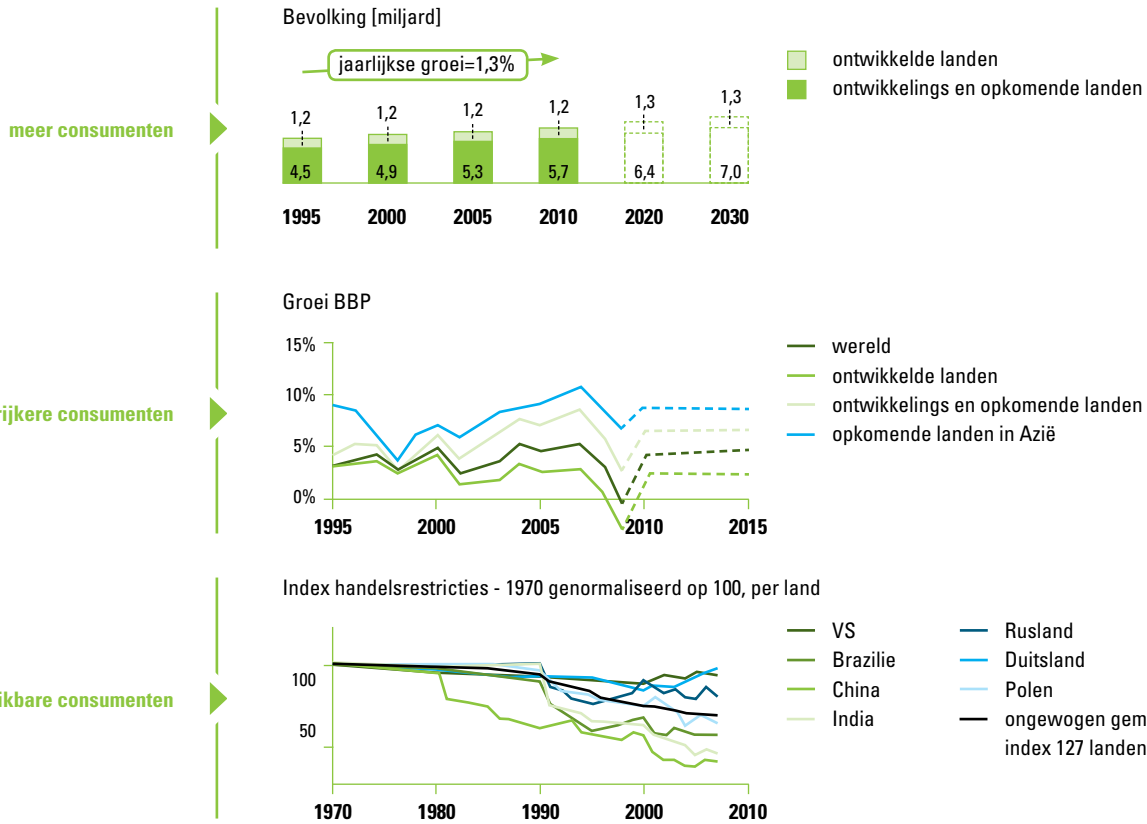 Bevolking [miljard]
jaarlijkse groei=1,3%
ontwikkelde landen
ontwikkelings en opkomende landen
meer consumenten
1,2 1,2 1,2 1,2 1,3 1,3
4,5 4,9 5,3 5,7 6,4 7,0
1995 2000 2005 2010 2020 2030
Groei BBP
15%
10%
5%
0%
1995 2000 2005 2010 2015
wereld
ontwikkelde landen
ontwikkelings en opkomende landen
opkomende landen in Azië
rijkere consumenten
Index handelsrestricties - 1970 genormaliseerd op 100, per land
100
50
1970 1980 1990 2000 2010
VS
Brazilie
China
India
Rusland
Duitsland
Polen
ongewogen gem
index 127 landen
kbare consumenten